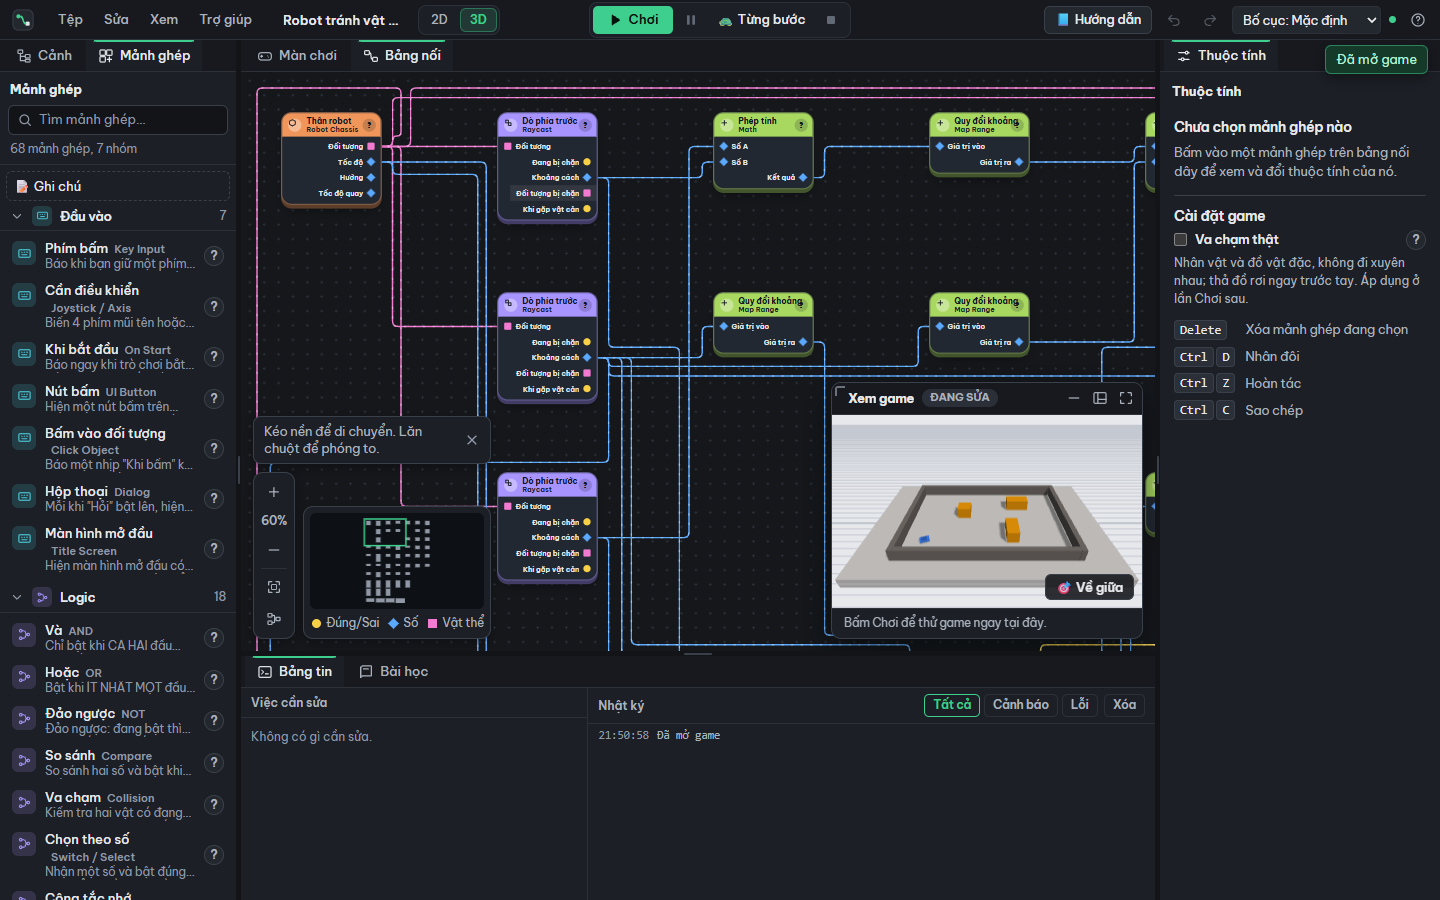 Tệp
Sửa
Xem
Trợ giúp
Robot tránh vật ...
2D
3D
Chơi
Từng bước
Hướng dẫn
Bố cục: Mặc định
Cảnh
Mảnh ghép
Mảnh ghép
Tìm mảnh ghép...
68 mảnh ghép, 7 nhóm
Ghi chú
Đầu vào
7
Phím bấm Key Input
Báo khi bạn giữ một phím...
Cần điều khiển
Joystick / Axis
Biến 4 phím mũi tên hoặc...
Khi bắt đầu On Start
Báo ngay khi trò chơi bắt...
Nút bấm UI Button
Hiện một nút bấm trên...
Bấm vào đối tượng
Click Object
Báo một nhịp "Khi bấm" k...
Hộp thoại Dialog
Mỗi khi "Hỏi" bật lên, hiện...
Màn hình mở đầu
Title Screen
Hiện màn hình mở đầu có...
Logic
18
Và AND
Chỉ bật khi CẢ HAI đầu...
Hoặc OR
Bật khi ÍT NHẤT MỘT đầu...
Đảo ngược NOT
Đảo ngược: đang bật thì...
So sánh Compare
So sánh hai số và bật khi...
Va chạm Collision
Kiểm tra hai vật có đang...
Chọn theo số
Switch / Select
Nhận một số và bật đúng...
Công tắc nhớ
Màn chơi
Bảng nối
Thân robot
Robot Chassis
Đối tượng
Tốc độ
Hướng
Tốc độ quay
Dò phía trước
Raycast
Đối tượng
Đang bị chặn
Khoảng cách
Đối tượng bị chặn
Khi gặp vật cản
Phép tính
Math
Số A
Số B
Kết quả
Quy đổi khoảng
Map Range
Giá trị vào
Giá trị ra
Dò phía trước
Raycast
Đối tượng
Đang bị chặn
Khoảng cách
Đối tượng bị chặn
Khi gặp vật cản
Quy đổi khoảng
Map Range
Giá trị vào
Giá trị ra
Quy đổi khoảng
Map Range
Giá trị vào
Giá trị ra
Dò phía trước
Raycast
Đối tượng
Đang bị chặn
Khoảng cách
Đối tượng bị chặn
Khi gặp vật cản
Kéo nền để di chuyển. Lăn
chuột để phóng to.
60%
Đúng/Sai
Số
Vật thể
Xem game
ĐANG SỬA
Về giữa
Bấm Chơi để thử game ngay tại đây.
Bảng tin
Bài học
Việc cần sửa
Không có gì cần sửa.
Nhật ký
Tất cả
Cảnh báo
Lỗi
Xóa
21:50:58 Đã mở game
Thuộc tính
Đã mở game
Thuộc tính
Chưa chọn mảnh ghép nào
Bấm vào một mảnh ghép trên bảng nối
dây để xem và đổi thuộc tính của nó.
Cài đặt game
Va chạm thật
Nhân vật và đồ vật đặc, không đi xuyên
nhau; thả đồ rơi ngay trước tay. Áp dụng ở
lần Chơi sau.
Delete Xóa mảnh ghép đang chọn
Ctrl D Nhân đôi
Ctrl Z Hoàn tác
Ctrl C Sao chép